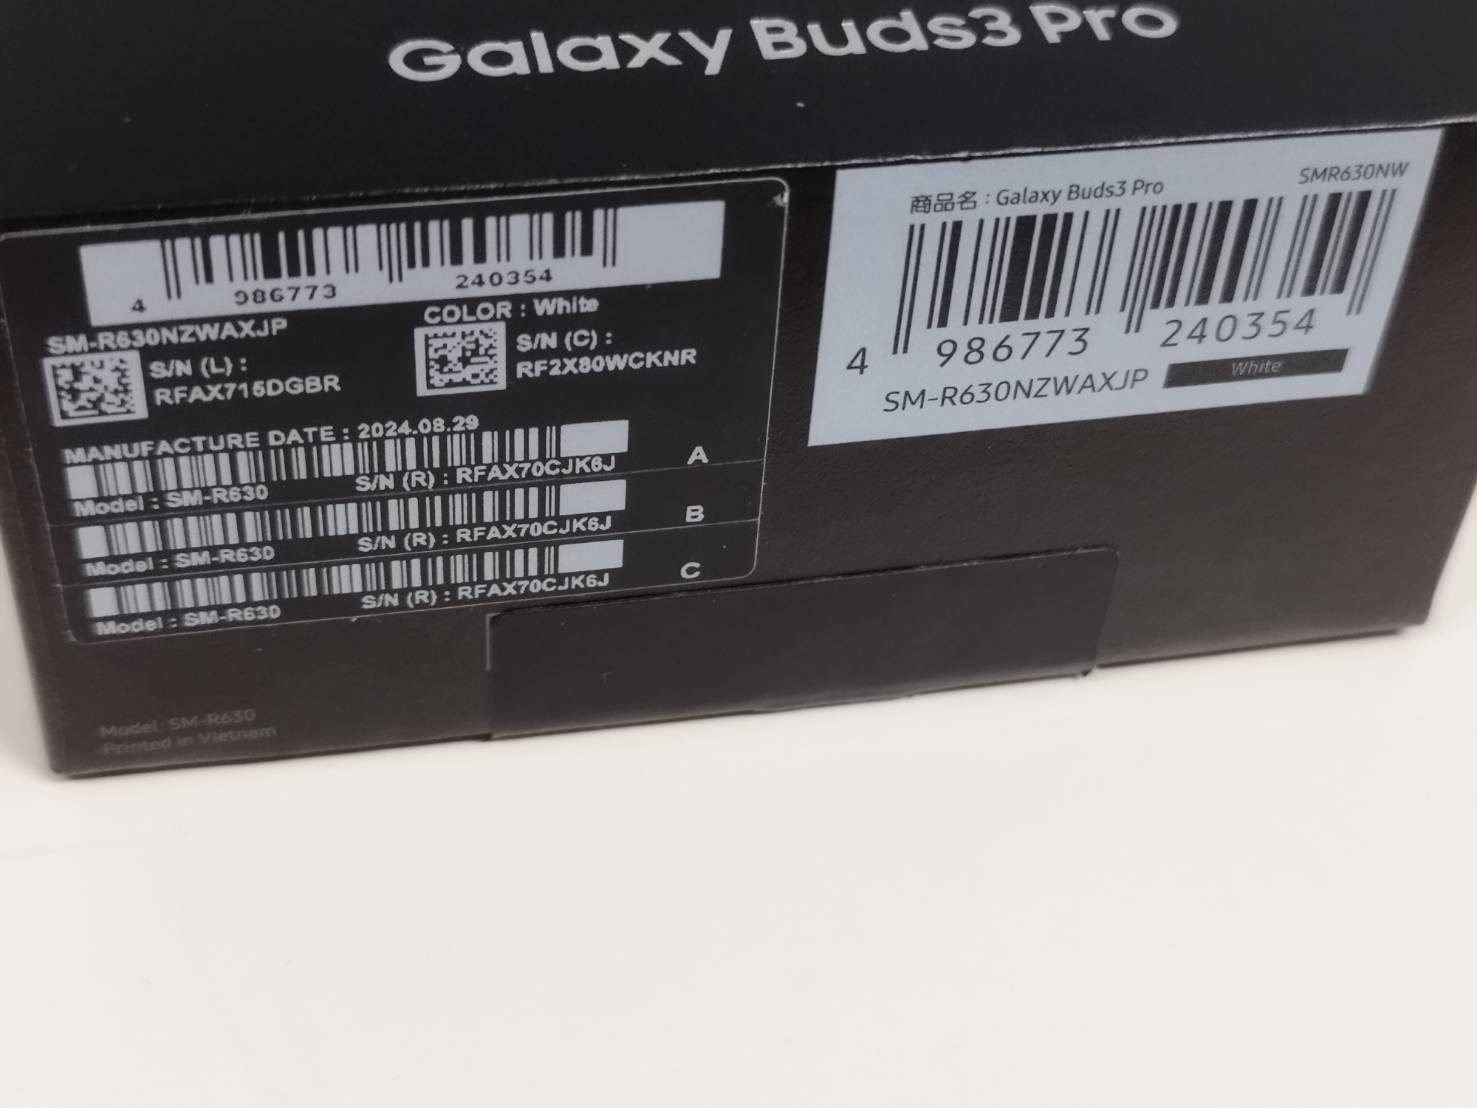 Galaxy Buds3 Pro
4 986773 240354
SM-R630NZWAXJP
COLOR : White
S/N (L) :
RFAX715DGBR
S/N (C) :
RF2X80WCKNR
MANUFACTURE DATE : 2024.08.29
Model : SM-R630 S/N (R) : RFAX70CJK6J A
Model : SM-R630 S/N (R) : RFAX70CJK6J B
Model : SM-R630 S/N (R) : RFAX70CJK6J C
Model: SM-R630
Printed in Vietnam
商品名 : Galaxy Buds3 Pro
SMR630NW
4 986773 240354
SM-R630NZWAXJP White